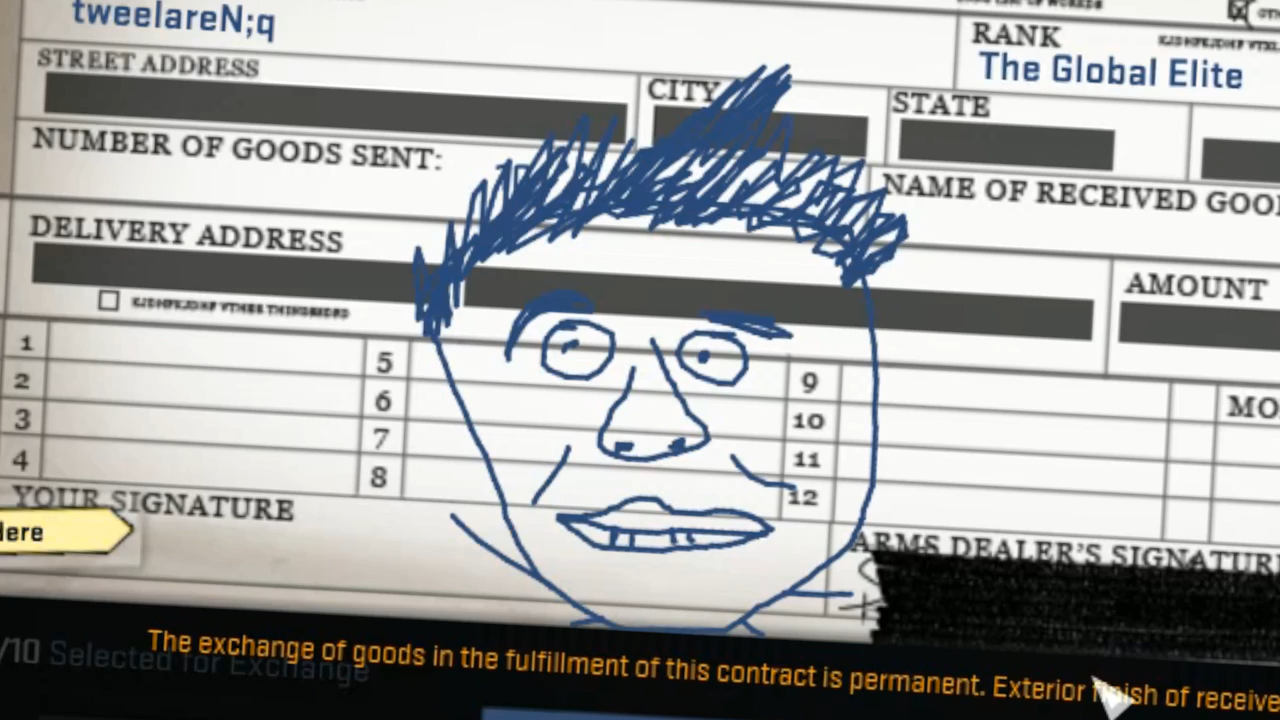 tweelareN;q
RANK
The Global Elite
STREET ADDRESS
CITY
STATE
NUMBER OF GOODS SENT:
NAME OF RECEIVED GOO
DELIVERY ADDRESS
AMOUNT
1
2
3
4
5
6
7
8
9
10
11
12
MO
YOUR SIGNATURE
Here
ARMS DEALER'S SIGNATUR
/10 Selected for Exchange
The exchange of goods in the fulfillment of this contract is permanent. Exterior finish of receive